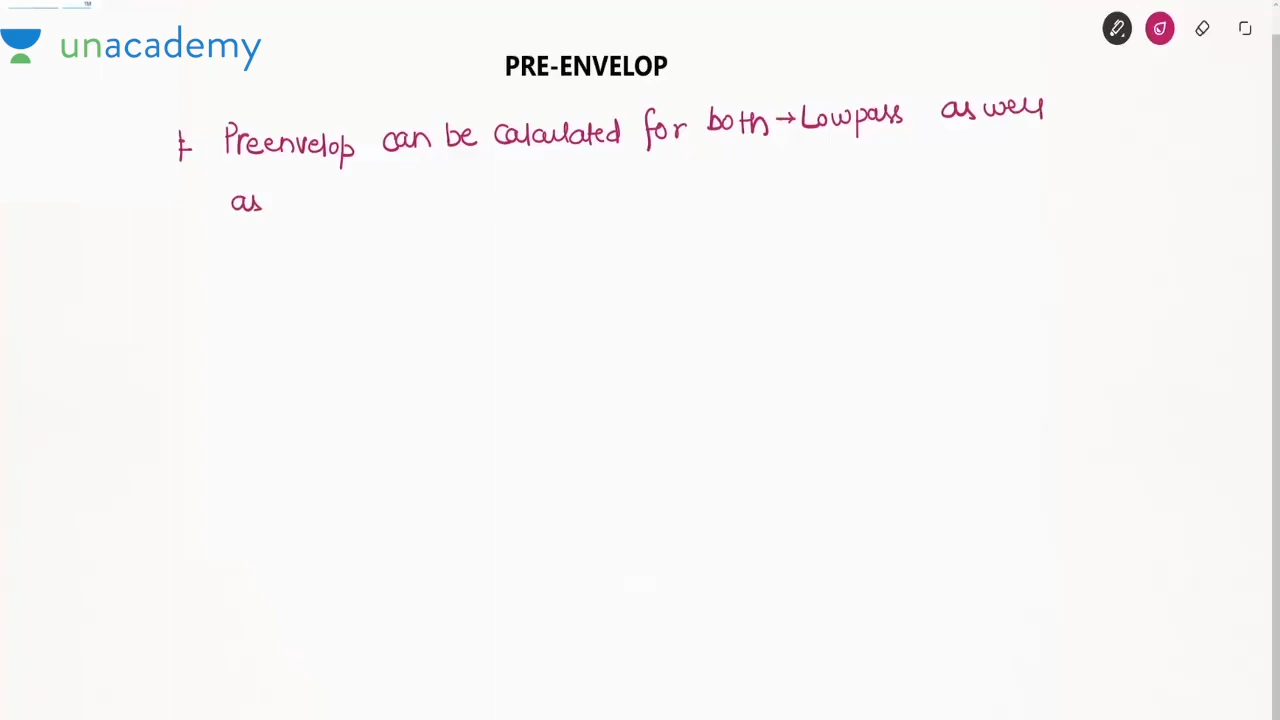 unacademy
PRE-ENVELOP
Preenvelop can be calculated for both → Lowpass as well
as